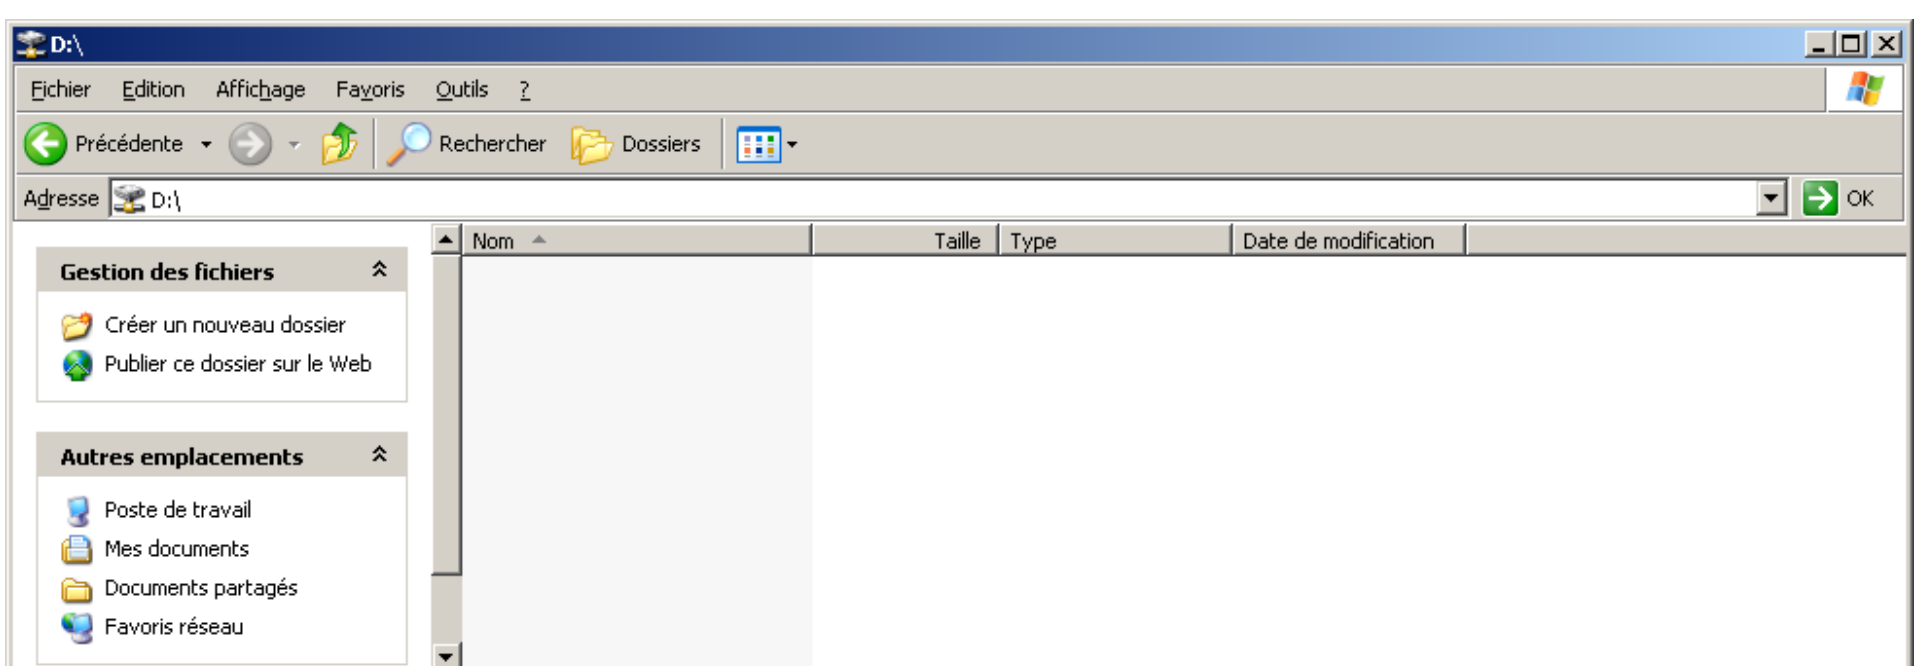 D:\
Fichier Edition Affichage Favoris Outils ?
Précédente Rechercher Dossiers
Adresse D:\ OK
Nom Taille Type Date de modification
Gestion des fichiers
Créer un nouveau dossier
Publier ce dossier sur le Web
Autres emplacements
Poste de travail
Mes documents
Documents partagés
Favoris réseau